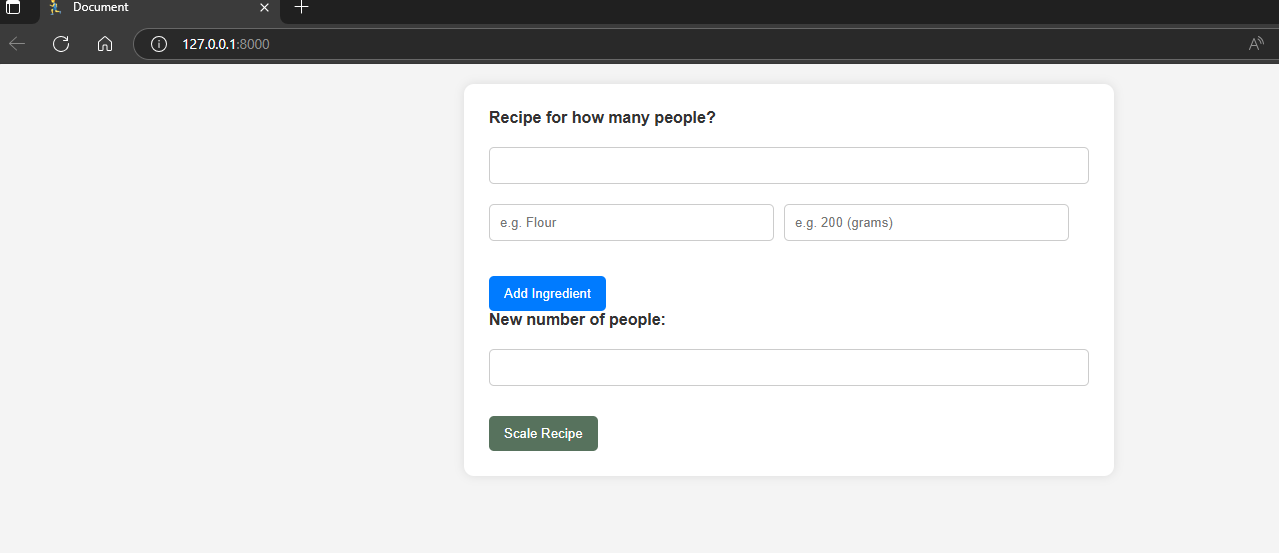 Document
127.0.0.1:8000
Recipe for how many people?
e.g. Flour e.g. 200 (grams)
Add Ingredient
New number of people:
Scale Recipe